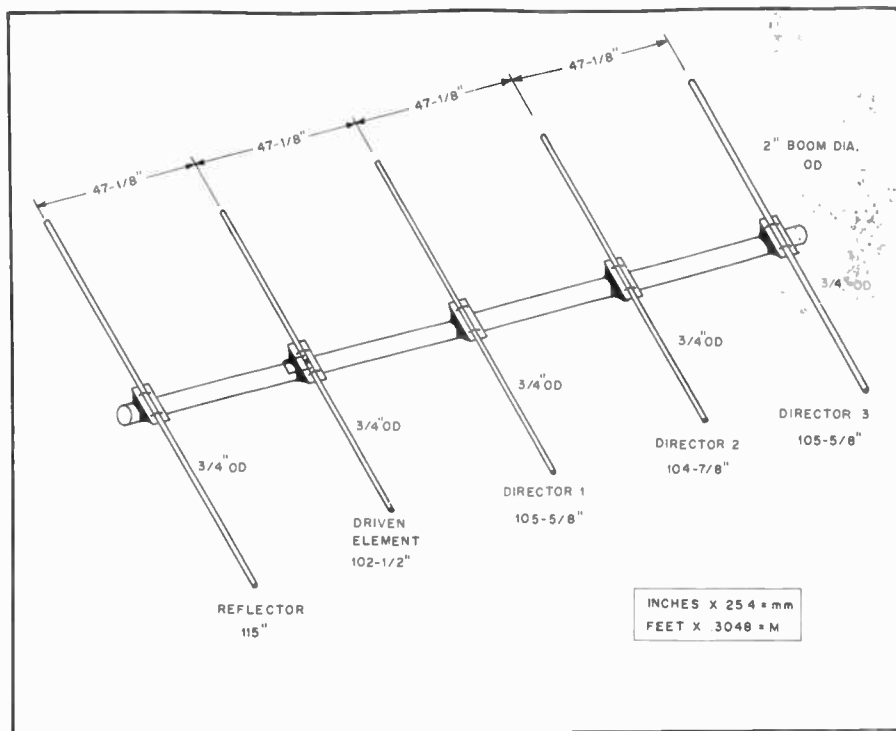 47-1/8"
47-1/8"
47-1/8"
47-1/8"
2" BOOM DIA.
OD
3/4 OD
3/4"OD
3/4"OD
3/4"OD
3/4"OD
DIRECTOR 3
105-5/8"
DIRECTOR 2
104-7/8"
DIRECTOR 1
105-5/8"
DRIVEN
ELEMENT
102-1/2"
REFLECTOR
115"
INCHES X 25.4 = mm
FEET X .3048 = M